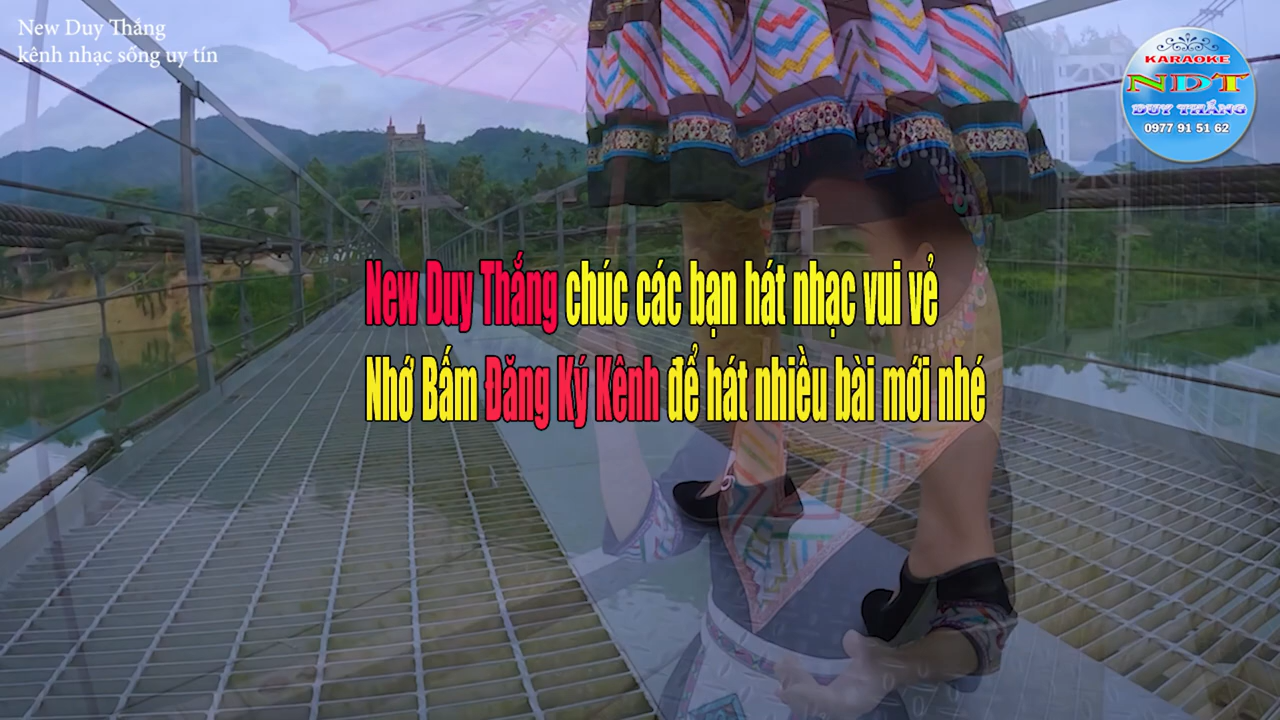 New Duy Thắng
kênh nhạc sống uy tín
KARAOKE
NDT
DUY THẮNG
0977 91 51 62
New Duy Thắng chúc các bạn hát nhạc vui vẻ
Nhớ Bấm Đăng Ký Kênh để hát nhiều bài mới nhé